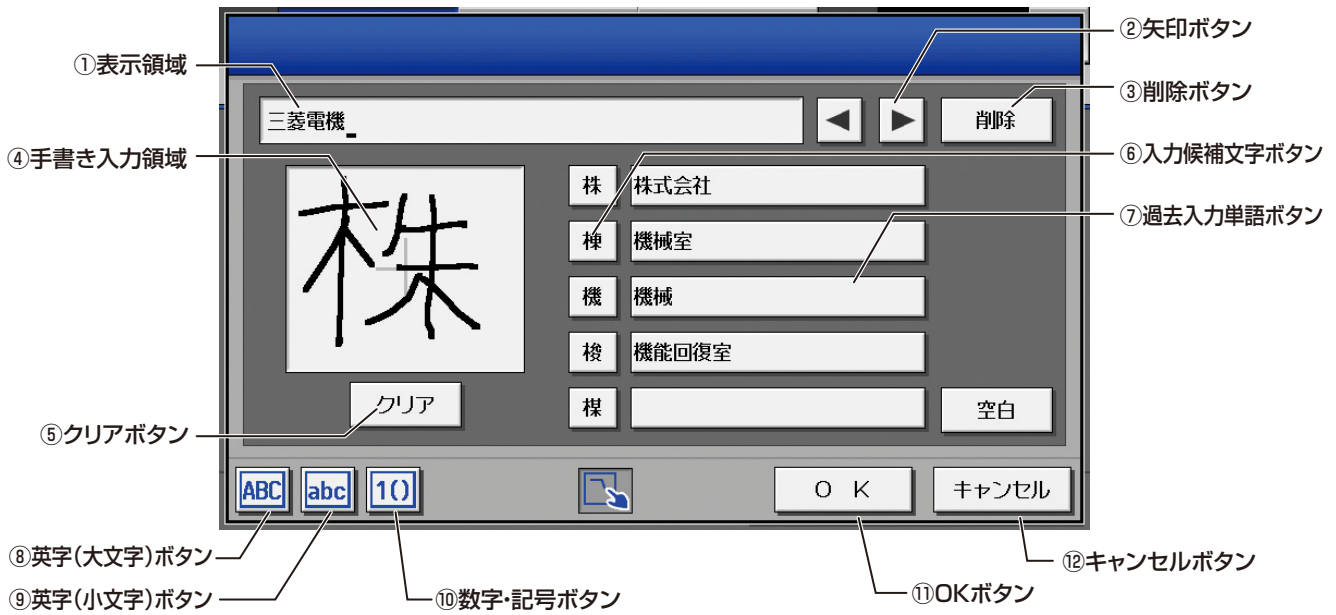 ②矢印ボタン
①表示領域
③削除ボタン
三菱電機_
◀ ▶
削除
④手書き入力領域
⑥入力候補文字ボタン
株
株 株式会社
⑦過去入力単語ボタン
棟 機械室
機 機械
梭 機能回復室
クリア
楳
空白
⑤クリアボタン
ABC abc 1()
O K
キャンセル
⑧英字(大文字)ボタン
⑫キャンセルボタン
⑨英字(小文字)ボタン
⑩数字・記号ボタン
⑪OKボタン